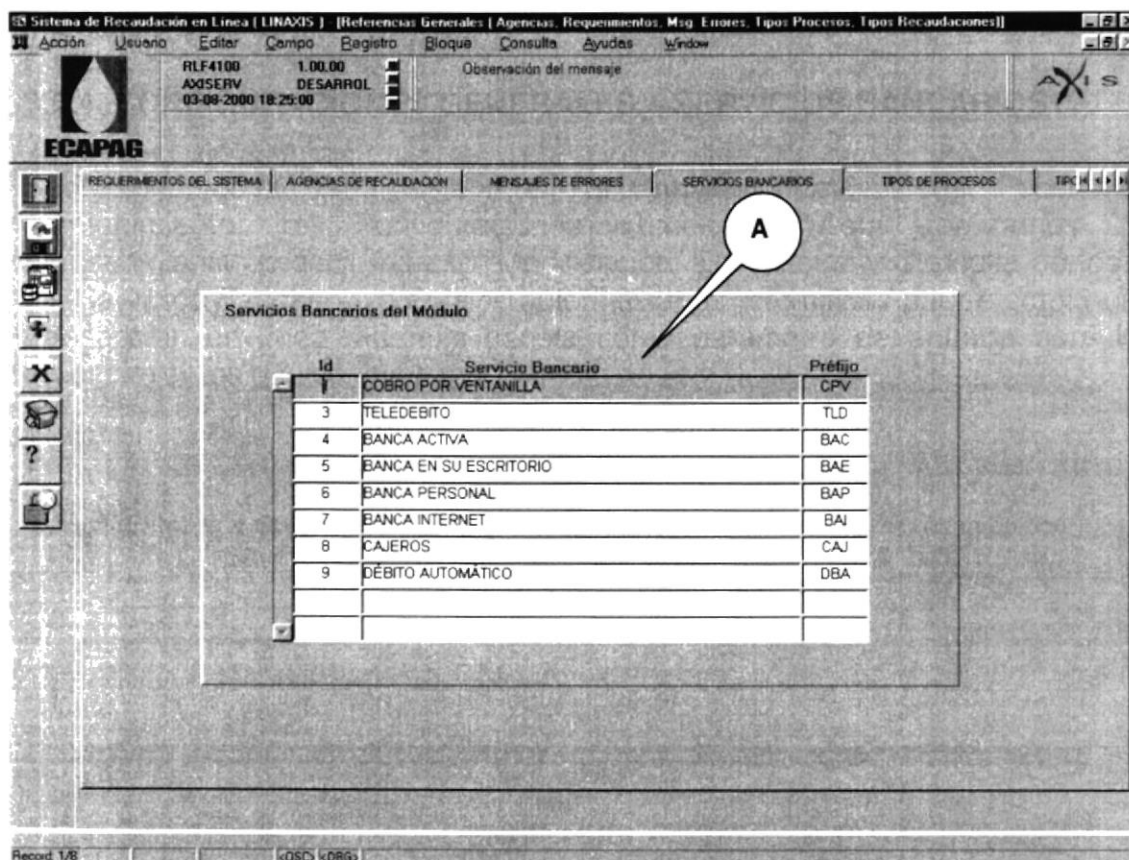 Sistema de Recaudación en Línea ( LINAXIS ) - [Referencias Generales ( Agencias, Requerimientos, Msg. Errores, Tipos Procesos, Tipos Recaudaciones)]
Acción Usuario Editar Campo Registro Bloque Consulta Ayudas Window
RLF4100 1.00.00 Observación del mensaje
AXISERV DESARROL
03-08-2000 18:25:00
AXIS
ECAPAG
REQUERIMIENTOS DEL SISTEMA AGENCIAS DE RECAUDACION MENSAJES DE ERRORES SERVICIOS BANCARIOS TIPOS DE PROCESOS TIPO
A
Servicios Bancarios del Módulo
Id Servicio Bancario Préfijo
1 COBRO POR VENTANILLA CPV
3 TELEDEBITO TLD
4 BANCA ACTIVA BAC
5 BANCA EN SU ESCRITORIO BAE
6 BANCA PERSONAL BAP
7 BANCA INTERNET BAI
8 CAJEROS CAJ
9 DÉBITO AUTOMÁTICO DBA
?
Record: 1/8 <OSC> <DBG>